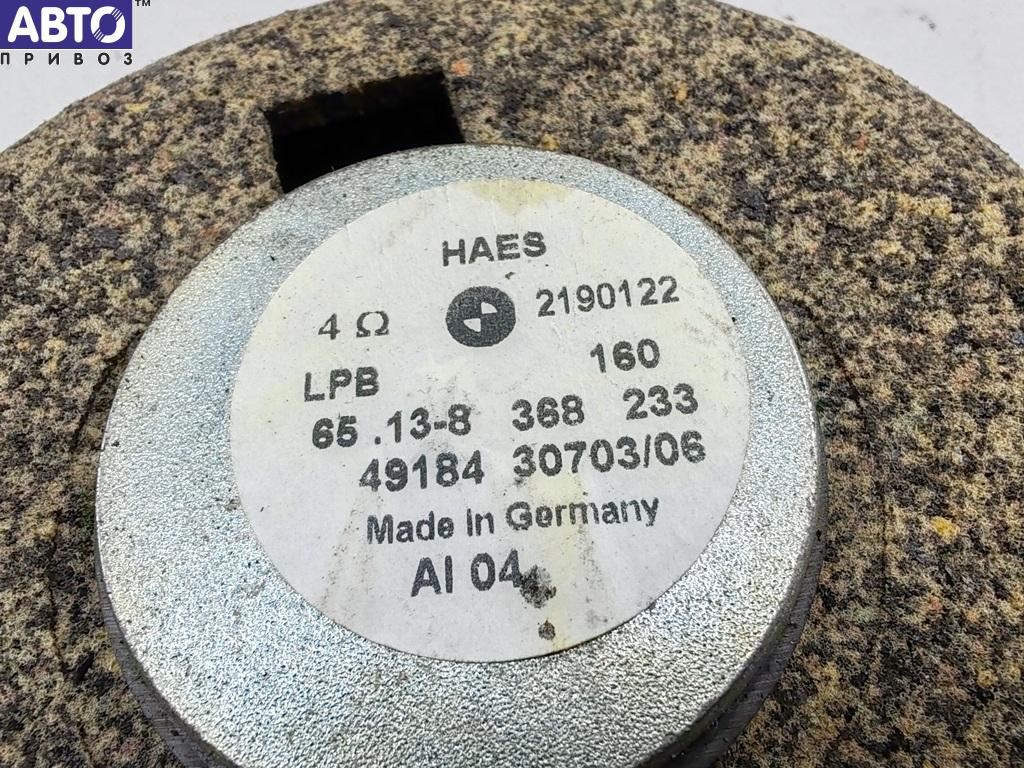 АВТО™
ПРИВОЗ
HAES
4 Ω 2190122
LPB 160
65 .13-8 368 233
49184 30703/06
Made in Germany
AI 04